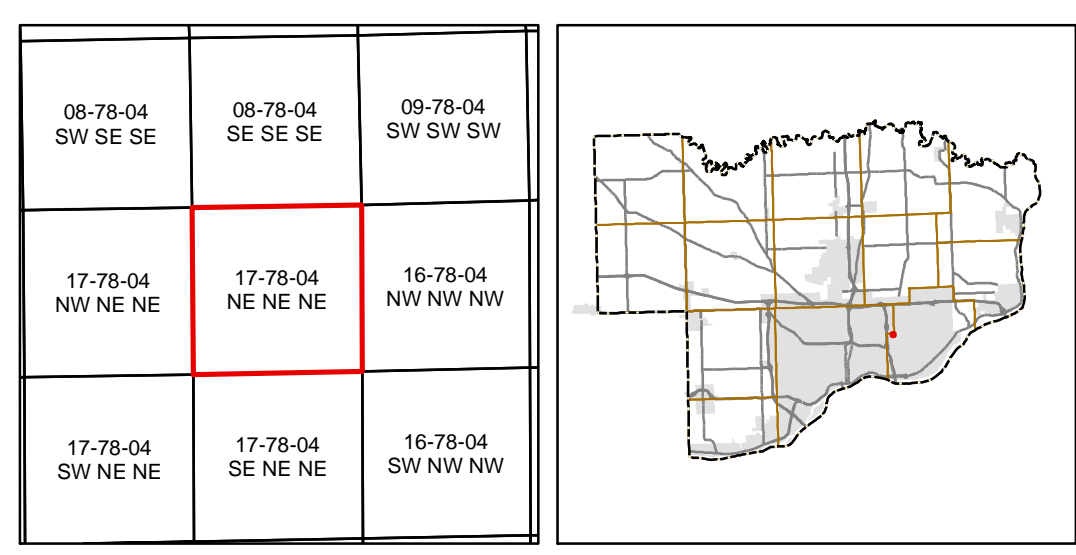 08-78-04
SW SE SE
08-78-04
SE SE SE
09-78-04
SW SW SW
17-78-04
NW NE NE
17-78-04
NE NE NE
16-78-04
NW NW NW
17-78-04
SW NE NE
17-78-04
SE NE NE
16-78-04
SW NW NW